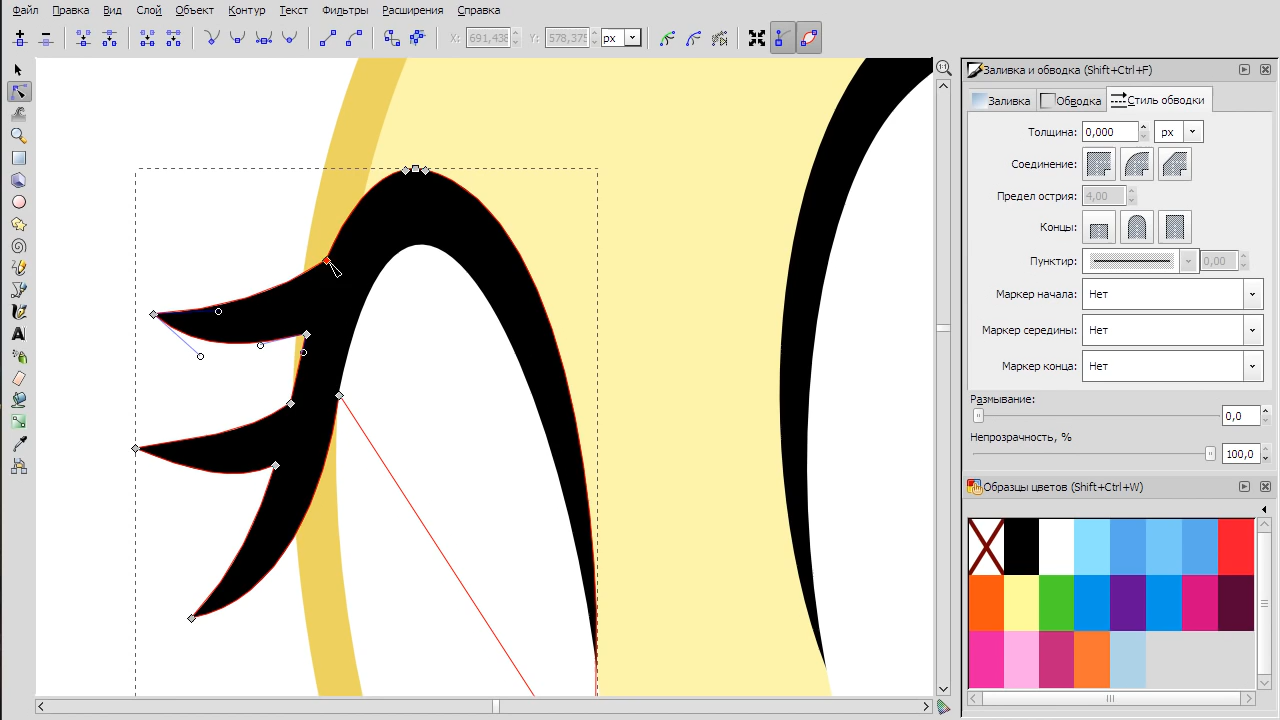 Файл Правка Вид Слой Объект Контур Текст Фильтры Расширения Справка
X: 691,438 Y: 578,375 px
1:1
Заливка и обводка (Shift+Ctrl+F)
Заливка Обводка Стиль обводки
Толщина: 0,000 px
Соединение:
Предел острия: 4,00
Концы:
Пунктир: 0,00
Маркер начала: Нет
Маркер середины: Нет
Маркер конца: Нет
Размывание:
0,0
Непрозрачность, %
100,0
Образцы цветов (Shift+Ctrl+W)
A